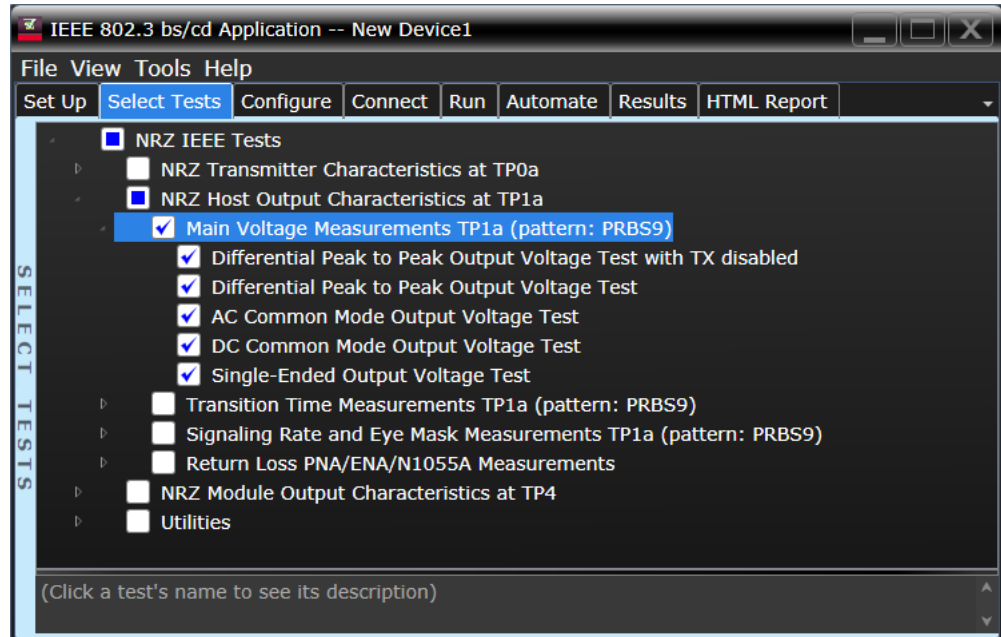 IEEE 802.3 bs/cd Application -- New Device1
File View Tools Help
Set Up Select Tests Configure Connect Run Automate Results HTML Report
SELECT TESTS
NRZ IEEE Tests
NRZ Transmitter Characteristics at TP0a
NRZ Host Output Characteristics at TP1a
Main Voltage Measurements TP1a (pattern: PRBS9)
Differential Peak to Peak Output Voltage Test with TX disabled
Differential Peak to Peak Output Voltage Test
AC Common Mode Output Voltage Test
DC Common Mode Output Voltage Test
Single-Ended Output Voltage Test
Transition Time Measurements TP1a (pattern: PRBS9)
Signaling Rate and Eye Mask Measurements TP1a (pattern: PRBS9)
Return Loss PNA/ENA/N1055A Measurements
NRZ Module Output Characteristics at TP4
Utilities
(Click a test's name to see its description)